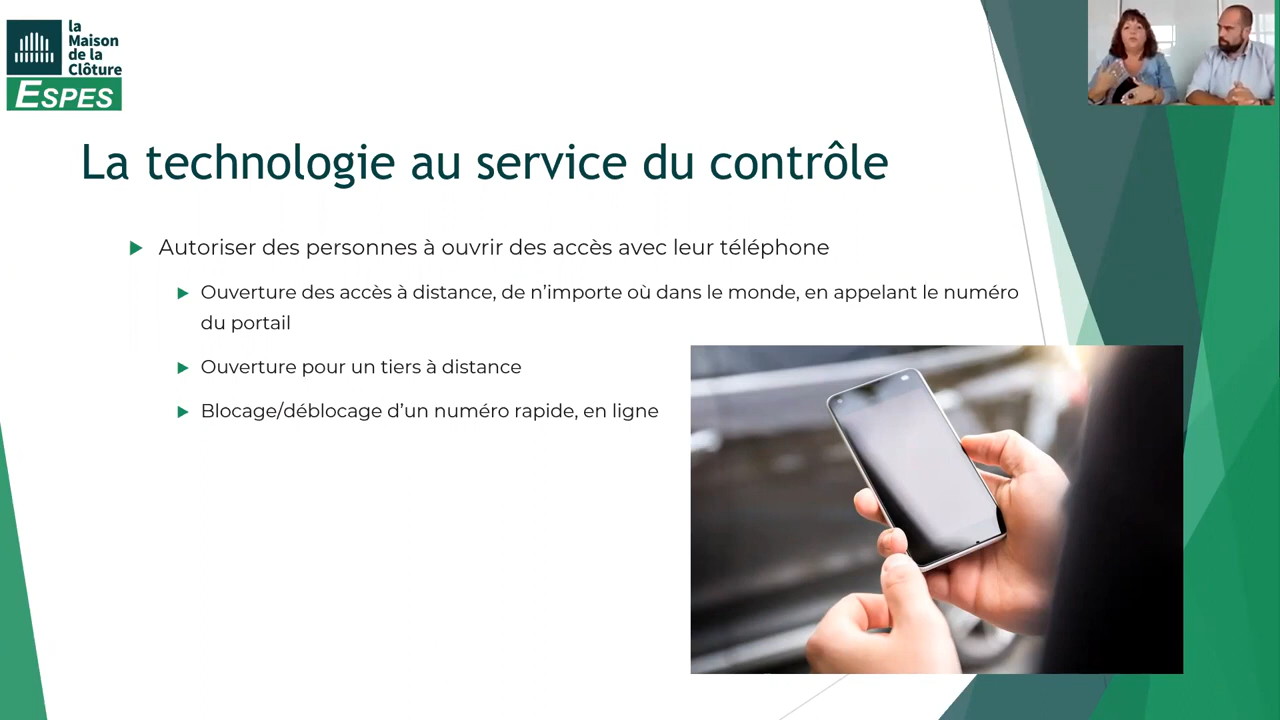 la
Maison
de la
Clôture
ESPES
La technologie au service du contrôle
Autoriser des personnes à ouvrir des accès avec leur téléphone
Ouverture des accès à distance, de n’importe où dans le monde, en appelant le numéro
du portail
Ouverture pour un tiers à distance
Blocage/déblocage d’un numéro rapide, en ligne